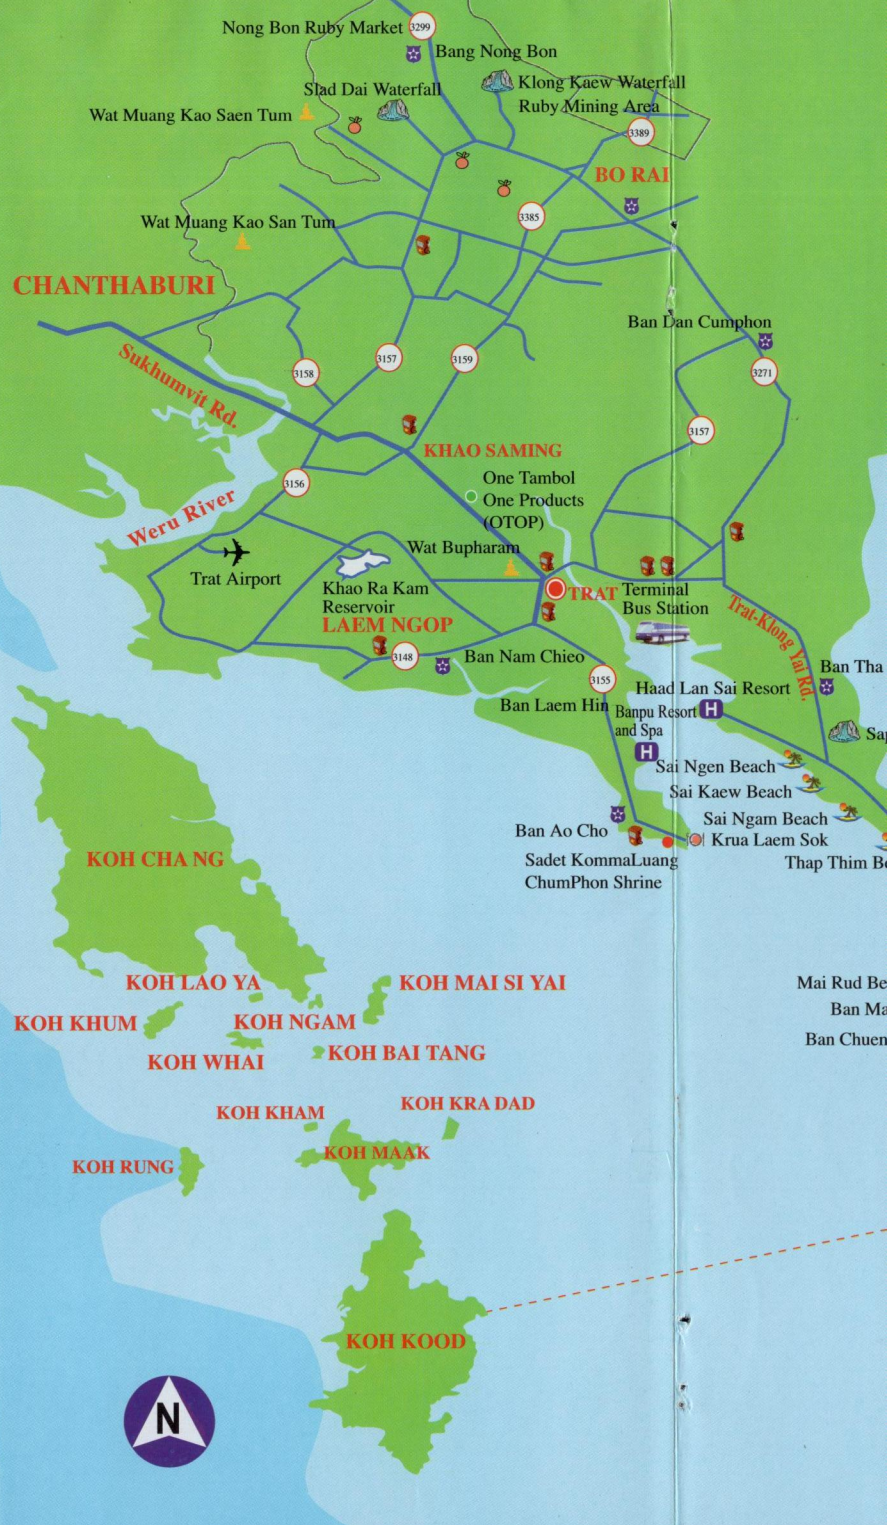 Nong Bon Ruby Market
3299
Bang Nong Bon
Slad Dai Waterfall
Klong Kaew Waterfall
Wat Muang Kao Saen Tum
Ruby Mining Area
3389
BO RAI
Wat Muang Kao San Tum
3385
CHANTHABURI
Ban Dan Cumphon
Sukhumvit Rd.
3158
3157
3159
3271
3157
KHAO SAMING
3156
One Tambol
One Products
(OTOP)
Weru River
Wat Bupharam
Trat Airport
Khao Ra Kam
Reservoir
TRAT
Terminal
Bus Station
Trat-Klong Yai Rd.
LAEM NGOP
3148
Ban Nam Chieo
3155
Ban Tha
Haad Lan Sai Resort
Ban Laem Hin
Banpu Resort
and Spa
Sap
Sai Ngen Beach
Sai Kaew Beach
Sai Ngam Beach
Ban Ao Cho
Krua Laem Sok
KOH CHANG
Sadet KommaLuang
ChumPhon Shrine
Thap Thim Be
KOH LAO YA
KOH MAI SI YAI
Mai Rud Be
KOH KHUM
KOH NGAM
Ban Ma
KOH WHAI
KOH BAI TANG
Ban Chuen
KOH KHAM
KOH KRA DAD
KOH RUNG
KOH MAAK
KOH KOOD
N
H
H